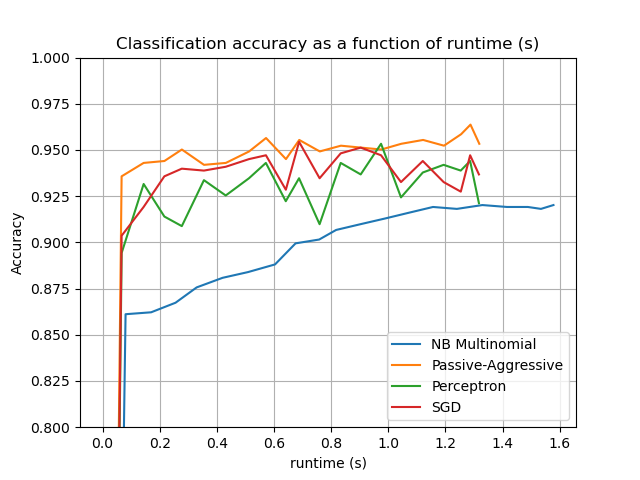 Classification accuracy as a function of runtime (s)
1.000
0.975
0.950
0.925
0.900
0.875
0.850
0.825
0.800
Accuracy
NB Multinomial
Passive-Aggressive
Perceptron
SGD
0.0 0.2 0.4 0.6 0.8 1.0 1.2 1.4 1.6
runtime (s)